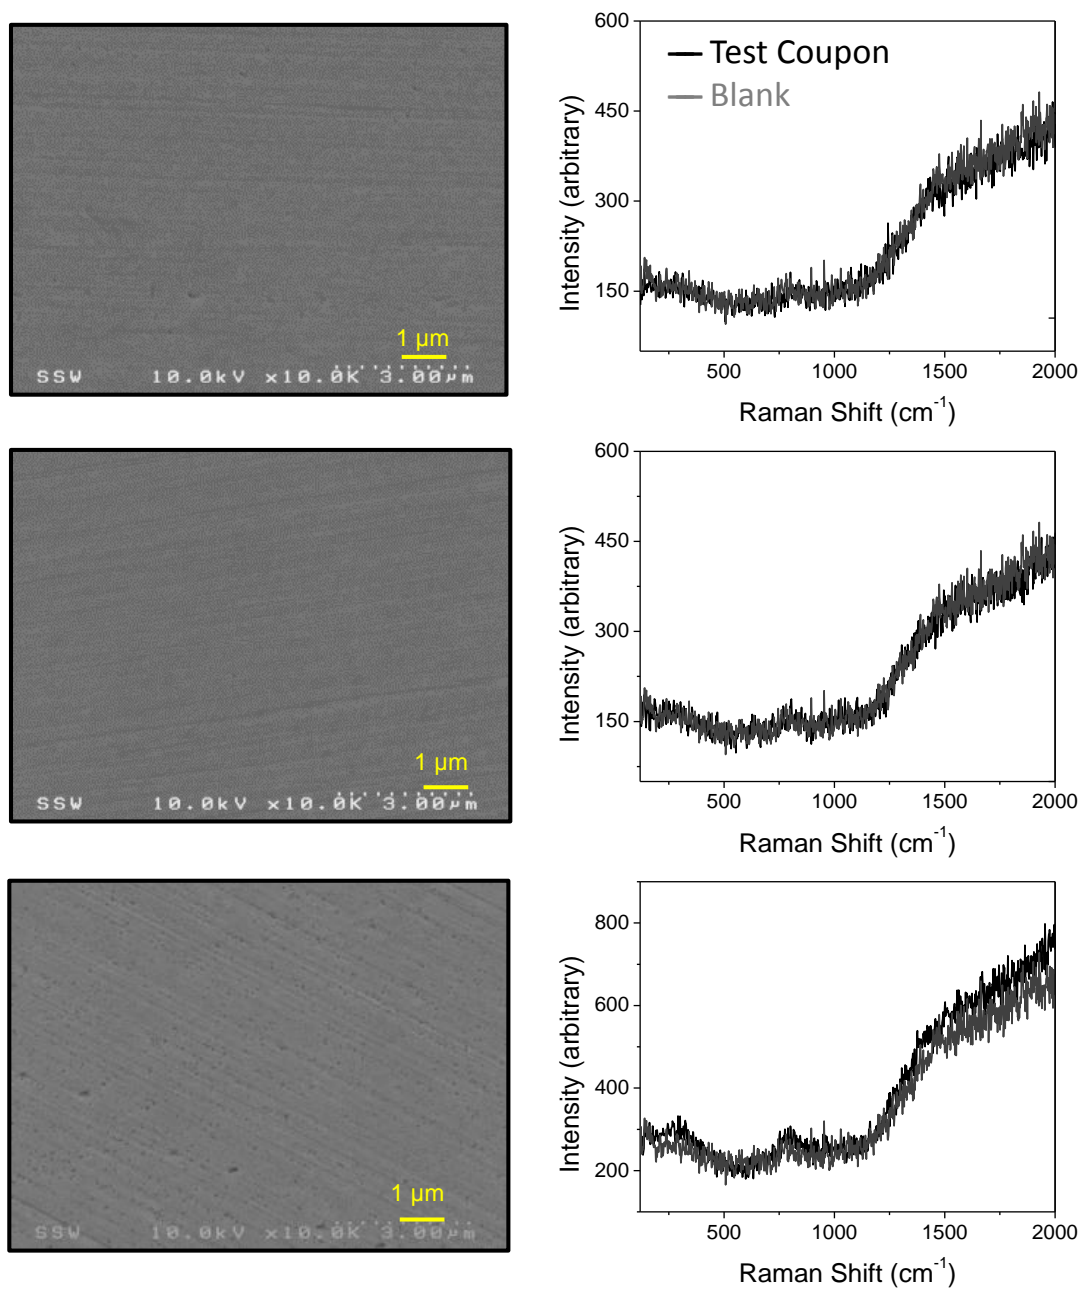 1 µm
SSW 10.0kV x10.0K 3.00µm
600
450
300
150
Test Coupon
Blank
Intensity (arbitrary)
500 1000 1500 2000
Raman Shift (cm⁻¹)
1 µm
SSW 10.0kV x10.0K 3.00µm
600
450
300
150
Intensity (arbitrary)
500 1000 1500 2000
Raman Shift (cm⁻¹)
1 µm
SSW 10.0kV x10.0K 3.00µm
800
600
400
200
Intensity (arbitrary)
500 1000 1500 2000
Raman Shift (cm⁻¹)